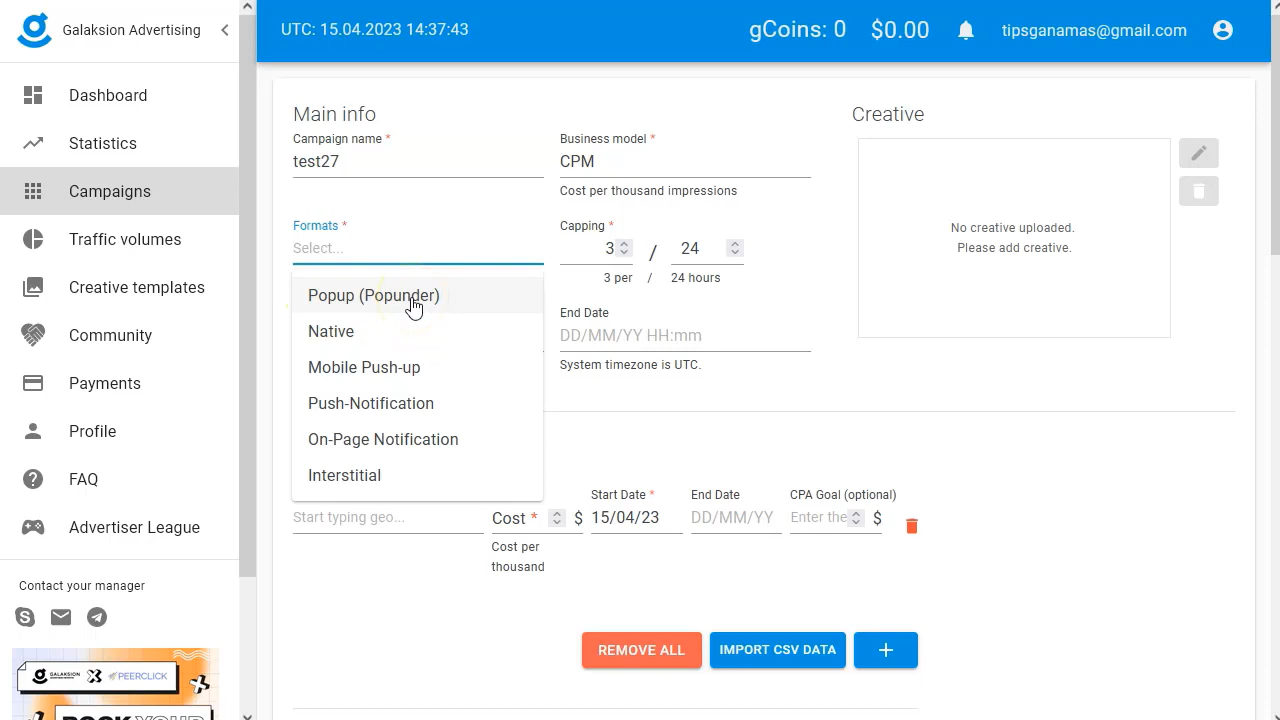 Galaksion Advertising
UTC: 15.04.2023 14:37:43
gCoins: 0
$0.00
tipsganamas@gmail.com
Dashboard
Statistics
Campaigns
Traffic volumes
Creative templates
Community
Payments
Profile
FAQ
Advertiser League
Contact your manager
GALAKSION
PEERCLICK
ROCK YOUR
Main info
Campaign name *
test27
Business model *
CPM
Cost per thousand impressions
Formats *
Select...
Popup (Popunder)
Native
Mobile Push-up
Push-Notification
On-Page Notification
Interstitial
Capping *
3 / 24
3 per / 24 hours
End Date
DD/MM/YY HH:mm
System timezone is UTC.
Creative
No creative uploaded.
Please add creative.
Start typing geo...
Cost * $
Cost per
thousand
Start Date *
15/04/23
End Date
DD/MM/YY
CPA Goal (optional)
Enter the $
REMOVE ALL
IMPORT CSV DATA
+